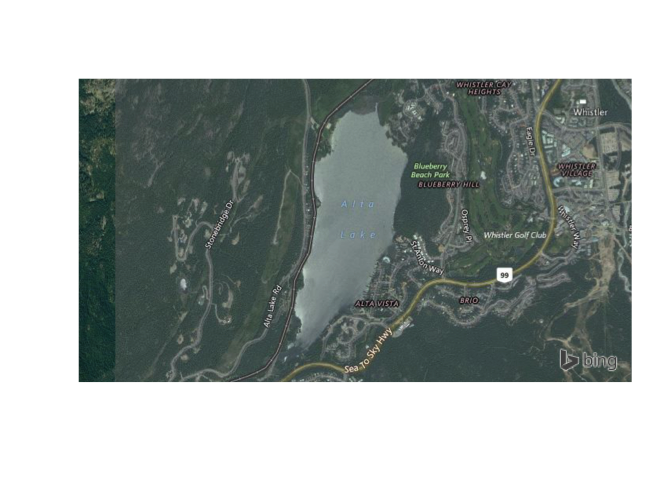 WHISTLER CAY
HEIGHTS
Whistler
Eagle Dr
Blueberry
Beach Park
WHISTLER
VILLAGE
BLUEBERRY HILL
Alta
Lake
Stonebridge Dr
Osprey Pl
Whistler Way
Whistler Golf Club
St Anton Way
99
Alta Lake Rd
ALTA VISTA
BRIO
Sea To Sky Hwy
bing